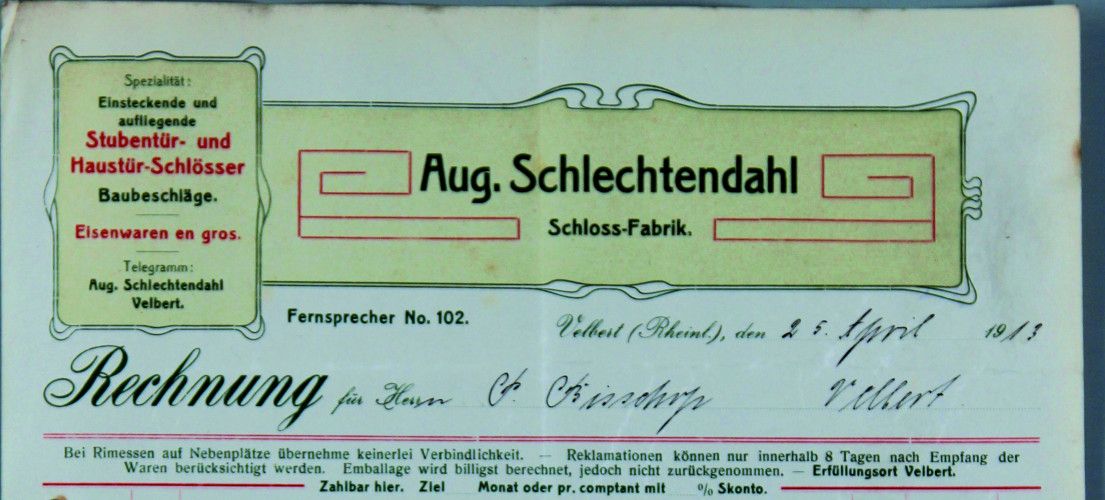 Spezialität:
Einsteckende und
aufliegende
Stubentür- und
Haustür-Schlösser
Baubeschläge.
Eisenwaren en gros.
Telegramm:
Aug. Schlechtendahl
Velbert.
Aug. Schlechtendahl
Schloss-Fabrik.
Fernsprecher No. 102.
Velbert (Rheinl.), den 25. April 1913
Rechnung für Herrn P. Bisschop Velbert
Bei Rimessen auf Nebenplätze übernehme keinerlei Verbindlichkeit. — Reklamationen können nur innerhalb 8 Tagen nach Empfang der
Waren berücksichtigt werden. Emballage wird billigst berechnet, jedoch nicht zurückgenommen. — Erfüllungsort Velbert.
Zahlbar hier. Ziel Monat oder pr. comptant mit % Skonto.